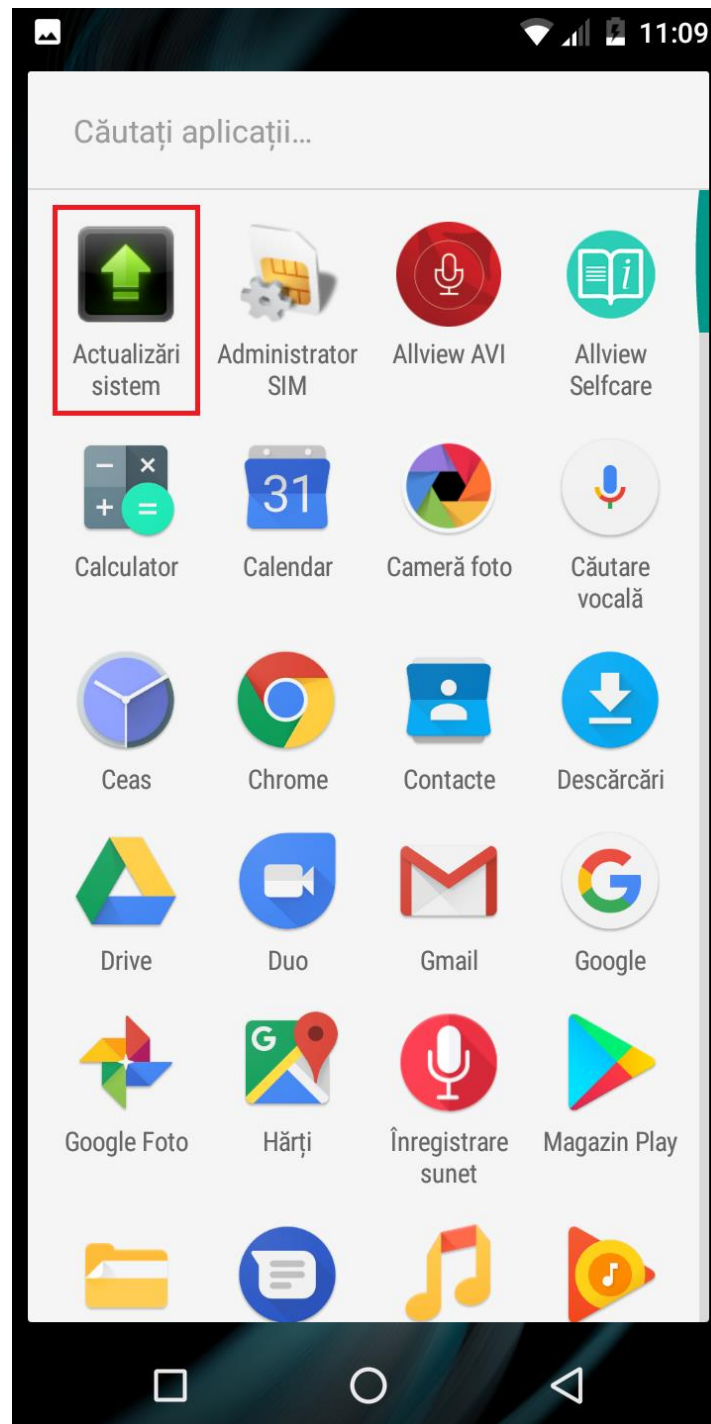 11:09
Căutați aplicații...
Actualizări
sistem
Administrator
SIM
Allview AVI
Allview
Selfcare
31
Calculator
Calendar
Cameră foto
Căutare
vocală
Ceas
Chrome
Contacte
Descărcări
Drive
Duo
Gmail
Google
Google Foto
Hărți
Înregistrare
sunet
Magazin Play